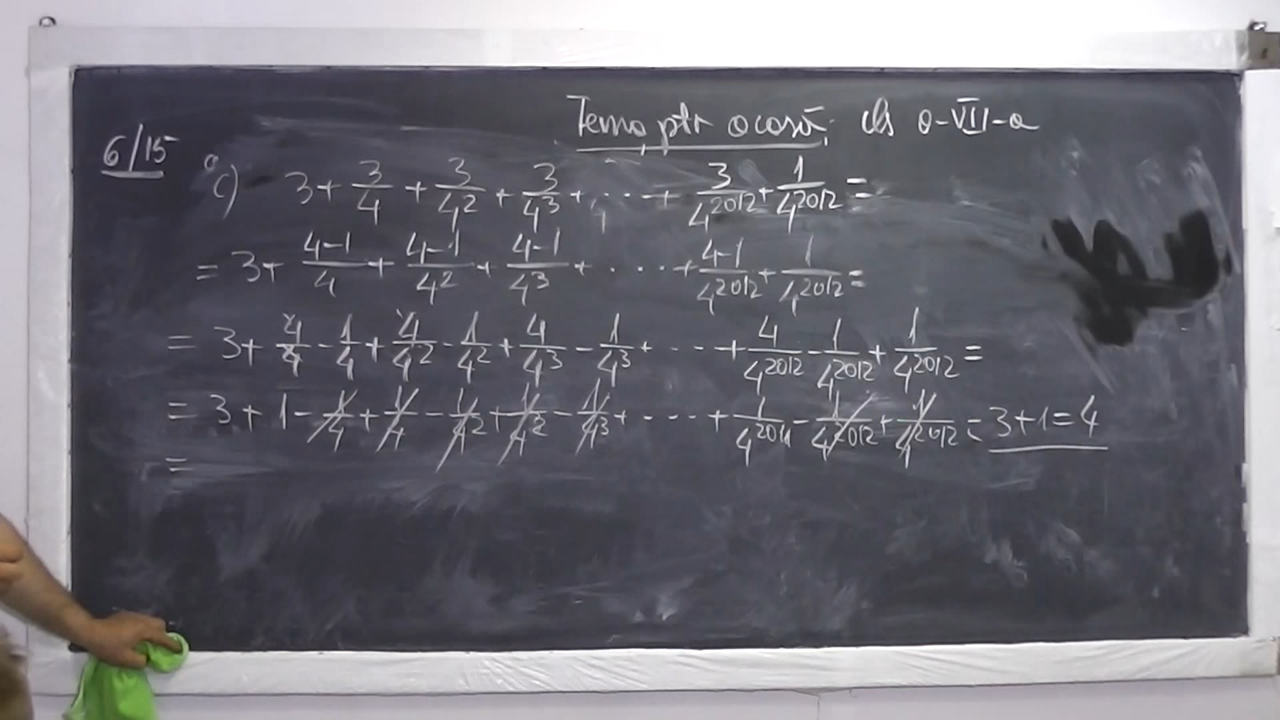 Tema ptr acasă, cls a-VII-a
6/15 c) 3 + 3/4 + 3/4² + 3/4³ + ⋯ + 3/4²⁰¹² + 1/4²⁰¹² =
= 3 + (4-1)/4 + (4-1)/4² + (4-1)/4³ + ⋯ + (4-1)/4²⁰¹² + 1/4²⁰¹² =
= 3 + 4/4 - 1/4 + 4/4² - 1/4² + 4/4³ - 1/4³ + ⋯ + 4/4²⁰¹² - 1/4²⁰¹² + 1/4²⁰¹² =
= 3 + 1 - 1/4 + 1/4 - 1/4² + 1/4² - 1/4³ + ⋯ + 1/4²⁰¹¹ - 1/4²⁰¹² + 1/4²⁰¹² = 3+1=4
=